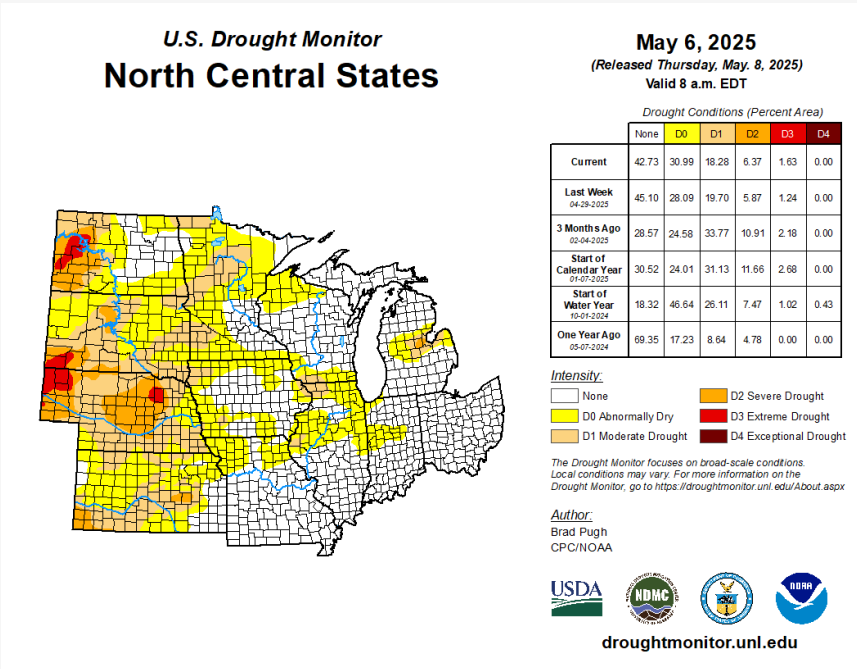 U.S. Drought Monitor
North Central States
May 6, 2025
(Released Thursday, May. 8, 2025)
Valid 8 a.m. EDT
Drought Conditions (Percent Area)
None D0 D1 D2 D3 D4
Current 42.73 30.99 18.28 6.37 1.63 0.00
Last Week
04-29-2025
45.10 28.09 19.70 5.87 1.24 0.00
3 Months Ago
02-04-2025
28.57 24.58 33.77 10.91 2.18 0.00
Start of
Calendar Year
01-07-2025
30.52 24.01 31.13 11.66 2.68 0.00
Start of
Water Year
10-01-2024
18.32 46.64 26.11 7.47 1.02 0.43
One Year Ago
05-07-2024
69.35 17.23 8.64 4.78 0.00 0.00
Intensity:
None
D0 Abnormally Dry
D1 Moderate Drought
D2 Severe Drought
D3 Extreme Drought
D4 Exceptional Drought
The Drought Monitor focuses on broad-scale conditions.
Local conditions may vary. For more information on the
Drought Monitor, go to https://droughtmonitor.unl.edu/About.aspx
Author:
Brad Pugh
CPC/NOAA
USDA
NDMC
NOAA
droughtmonitor.unl.edu